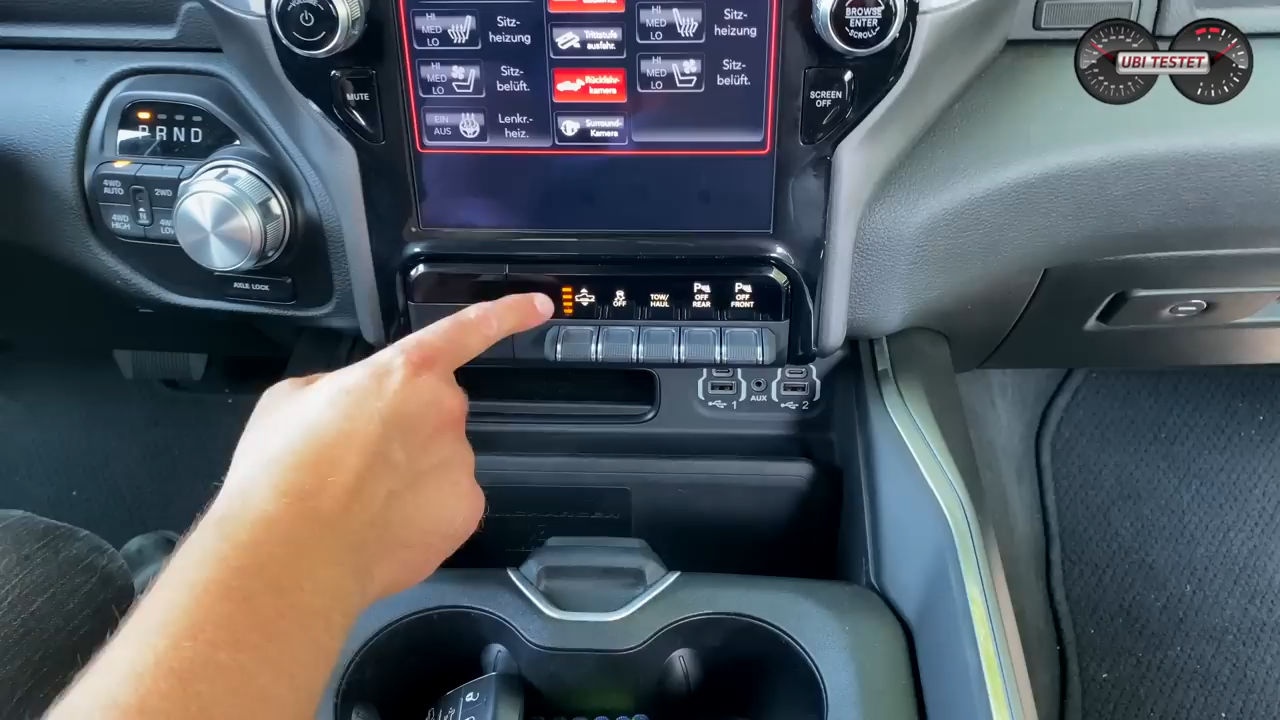 HI
MED
LO
Sitz-
heizung
Trittstufe
ausfahr.
HI
MED
LO
Sitz-
heizung
HI
MED
LO
Sitz-
belüft.
Rückfahr-
kamera
HI
MED
LO
Sitz-
belüft.
EIN
AUS
Lenkr.-
heiz.
Surround-
Kamera
BROWSE
ENTER
SCROLL
MUTE
SCREEN
OFF
UBI TESTET
PRND
4WD
AUTO
2WD
4WD
HIGH
4WD
LOW
AXLE LOCK
OFF
TOW/
HAUL
OFF
REAR
OFF
FRONT
1
AUX
2